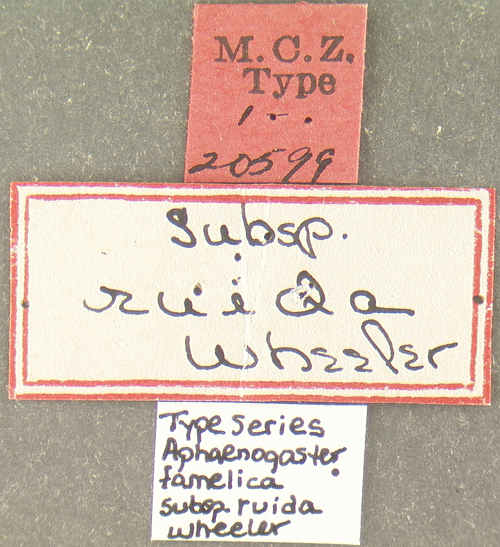 M.C.Z.
Type
1--.
20599
Subsp.
ruida
Wheeler
Type Series
Aphaenogaster
famelica
subsp. ruida
Wheeler